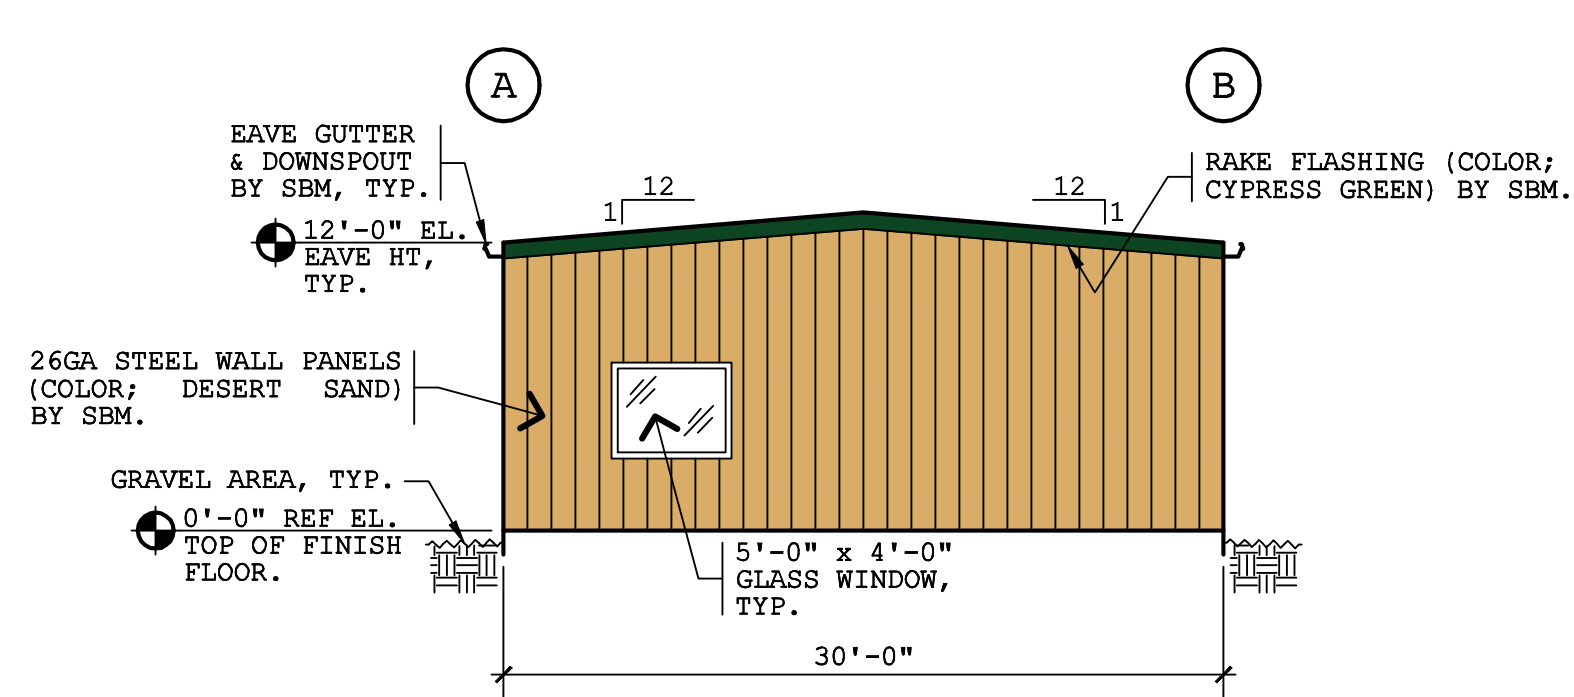 A
B
EAVE GUTTER
& DOWNSPOUT
BY SBM, TYP.
RAKE FLASHING (COLOR;
CYPRESS GREEN) BY SBM.
12
1
12
1
12'-0" EL.
EAVE HT,
TYP.
26GA STEEL WALL PANELS
(COLOR; DESERT SAND)
BY SBM.
GRAVEL AREA, TYP.
0'-0" REF EL.
TOP OF FINISH
FLOOR.
5'-0" x 4'-0"
GLASS WINDOW,
TYP.
30'-0"